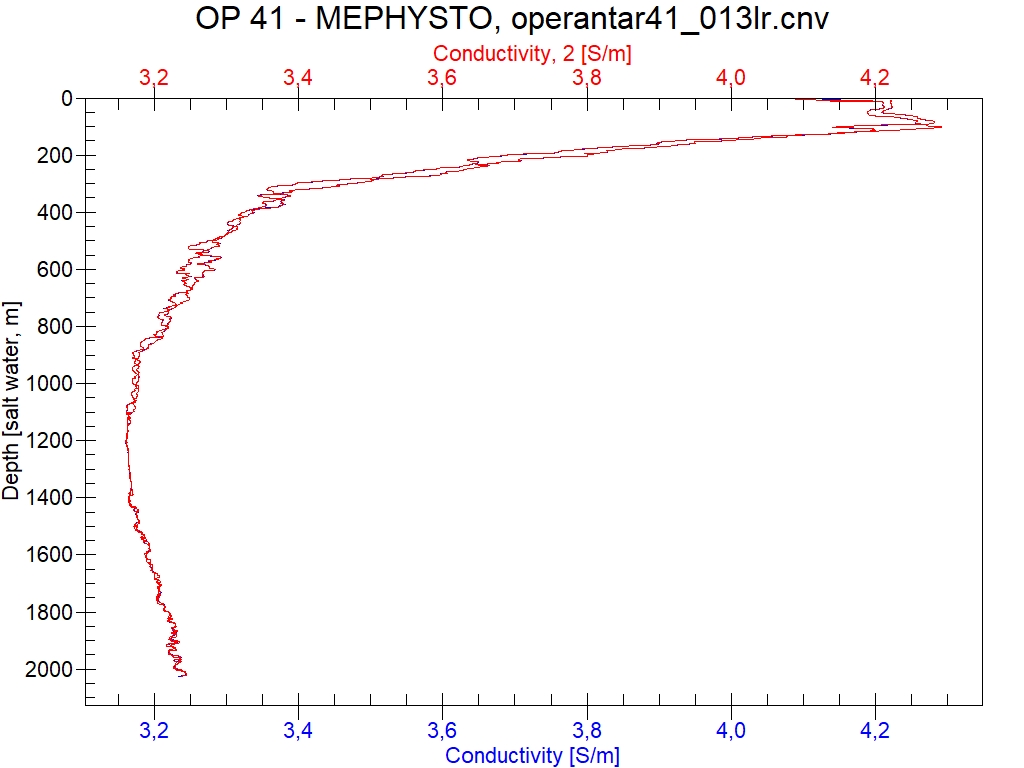 OP 41 - MEPHYSTO, operantar41_013lr.cnv
Conductivity, 2 [S/m]
3,2 3,4 3,6 3,8 4,0 4,2
0
200
400
600
800
1000
1200
1400
1600
1800
2000
Depth [salt water, m]
3,2 3,4 3,6 3,8 4,0 4,2
Conductivity [S/m]